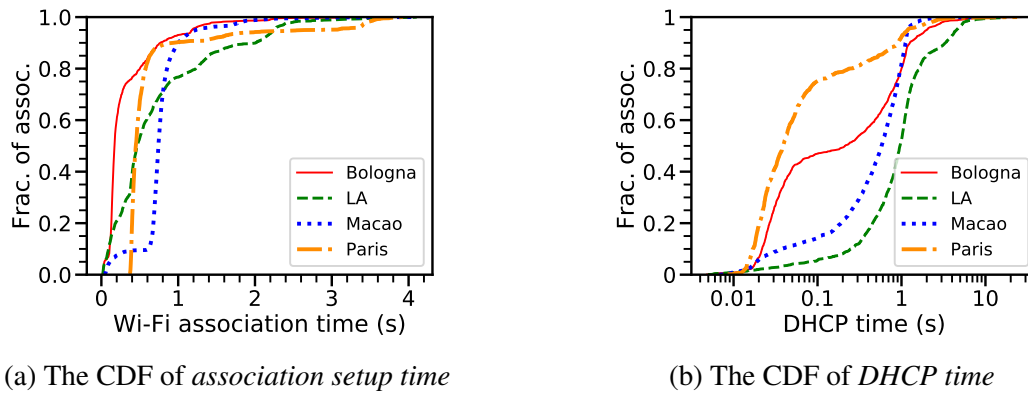 Frac. of assoc.
1.0
0.8
0.6
0.4
0.2
0.0
Bologna
LA
Macao
Paris
0 1 2 3 4
Wi-Fi association time (s)
(a) The CDF of association setup time
Frac. of assoc.
1
0.8
0.6
0.4
0.2
0
Bologna
LA
Macao
Paris
0.01 0.1 1 10
DHCP time (s)
(b) The CDF of DHCP time